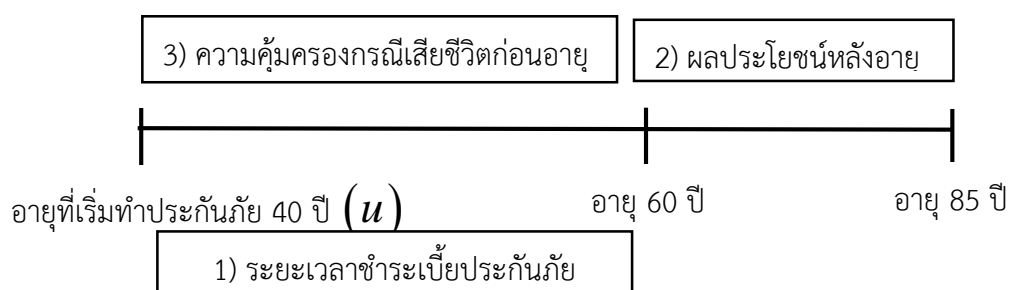 3) ความคุ้มครองกรณีเสียชีวิตก่อนอายุ
2) ผลประโยชน์หลังอายุ
อายุที่เริ่มทำประกันภัย 40 ปี (u)
อายุ 60 ปี
อายุ 85 ปี
1) ระยะเวลาชำระเบี้ยประกันภัย